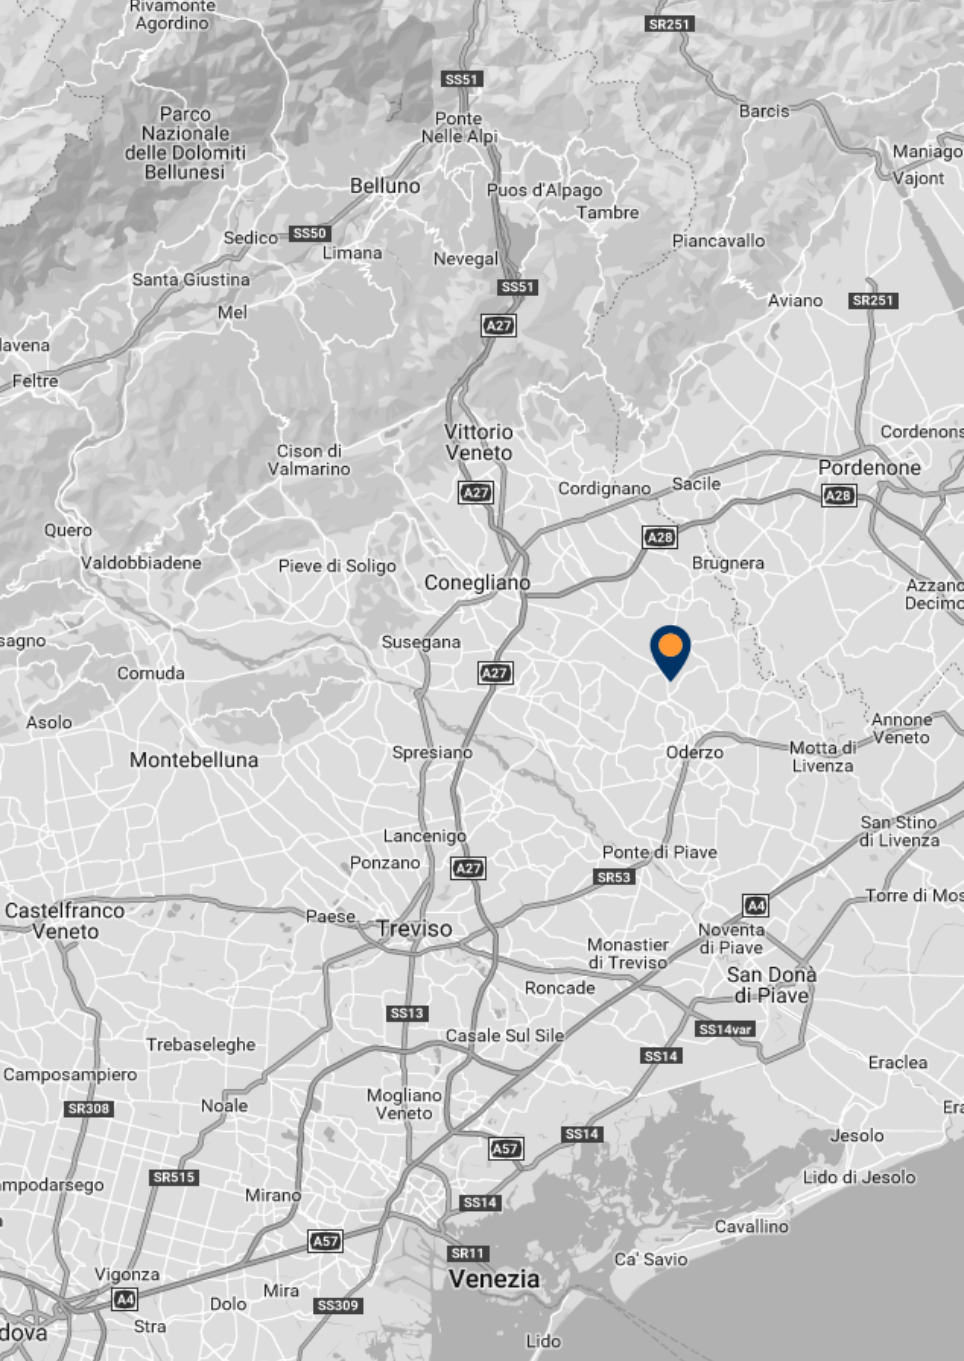 Rivamonte
Agordino
SR251
SS51
Barcis
Parco
Nazionale
delle Dolomiti
Bellunesi
Ponte
Nelle Alpi
Maniago
Vajont
Belluno
Puos d'Alpago
Tambre
Sedico
SS50
Limana
Piancavallo
Nevegal
Santa Giustina
SS51
Mel
Aviano
SR251
A27
lavena
Feltre
Vittorio
Veneto
Cordenons
Cison di
Valmarino
Pordenone
A27
Cordignano
Sacile
A28
Quero
A28
Valdobbiadene
Pieve di Soligo
Conegliano
Brugnera
Azzano
Decimo
sagno
Susegana
Cornuda
A27
Asolo
Annone
Veneto
Montebelluna
Spresiano
Oderzo
Motta di
Livenza
Lancenigo
San Stino
di Livenza
Ponzano
A27
Ponte di Piave
SR53
Castelfranco
Veneto
Paese
Treviso
A4
Torre di Mos
Noventa
di Piave
Monastier
di Treviso
San Donà
di Piave
Roncade
SS13
SS14var
Trebaseleghe
Casale Sul Sile
SS14
Eraclea
Camposampiero
SR308
Noale
Mogliano
Veneto
Era
A57
SS14
Jesolo
SR515
mpodarsego
Mirano
SS14
Lido di Jesolo
Cavallino
A57
SR11
Ca' Savio
Vigonza
Venezia
A4
Dolo
Mira
SS309
dova
Stra
Lido